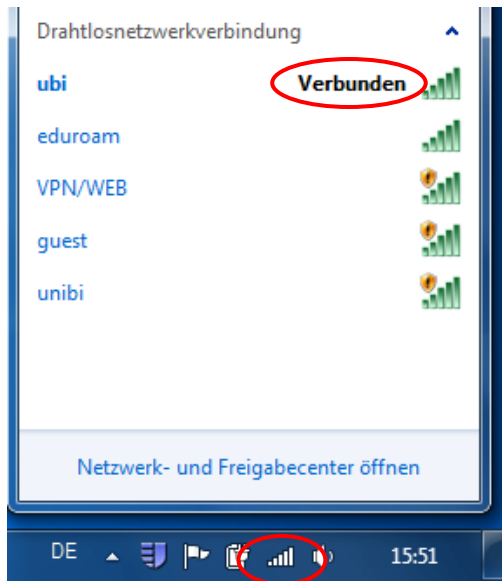 Drahtlosnetzwerkverbindung
ubi Verbunden
eduroam
VPN/WEB
guest
unibi
Netzwerk- und Freigabecenter öffnen
DE 15:51